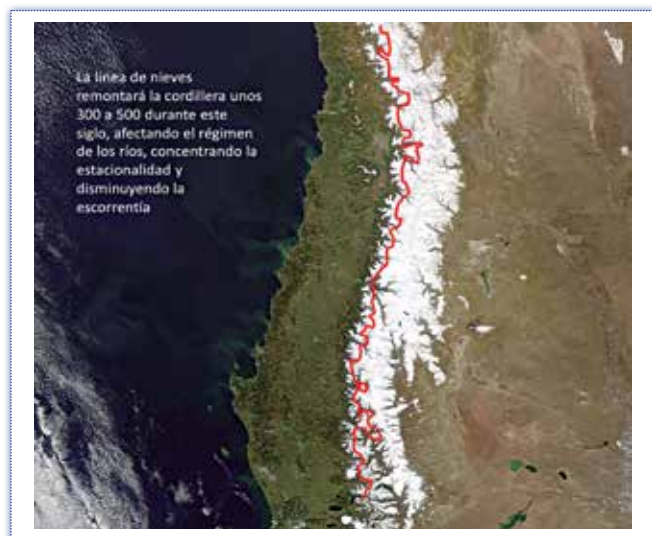 La línea de nieves
remontará la cordillera unos
300 a 500 durante este
siglo, afectando el régimen
de los ríos, concentrando la
estacionalidad y
disminuyendo la
escorrentía